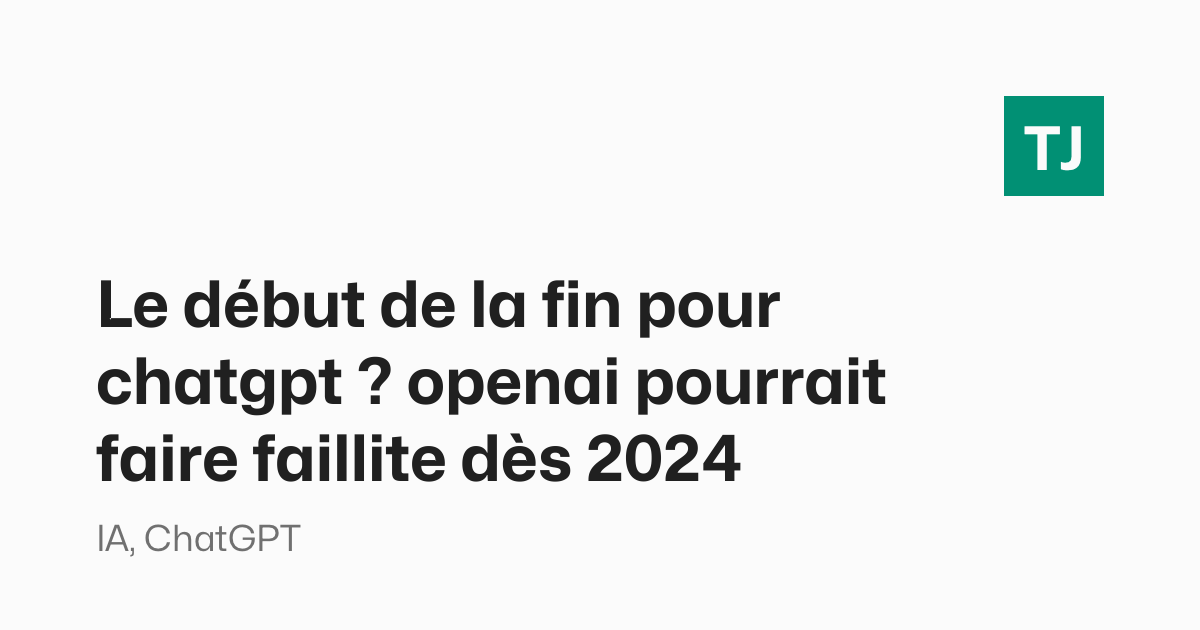 TJ
Le début de la fin pour
chatgpt ? openai pourrait
faire faillite dès 2024
IA, ChatGPT